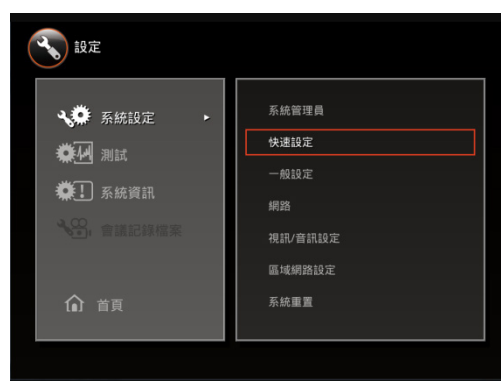 設定
系統設定
測試
系統資訊
會議記錄檔案
首頁
系統管理員
快速設定
一般設定
網路
視訊/音訊設定
區域網路設定
系統重置